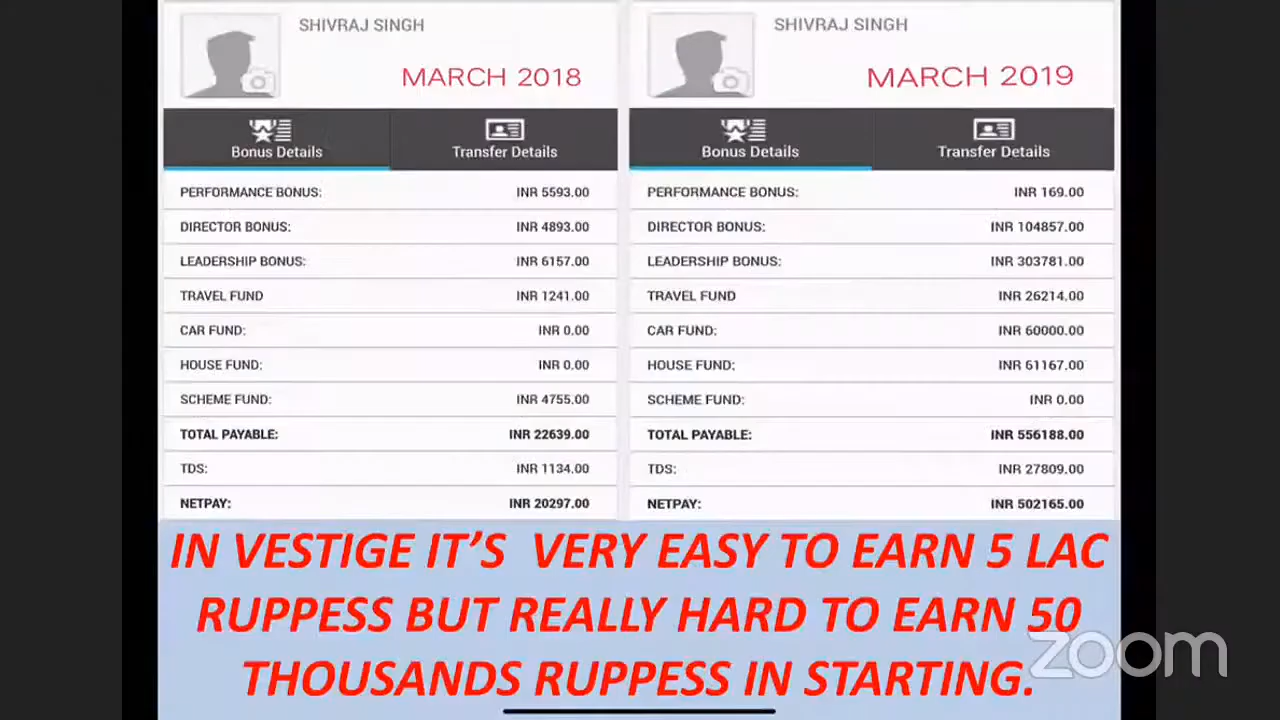 SHIVRAJ SINGH
MARCH 2018
Bonus Details Transfer Details
PERFORMANCE BONUS: INR 5593.00
DIRECTOR BONUS: INR 4893.00
LEADERSHIP BONUS: INR 6157.00
TRAVEL FUND INR 1241.00
CAR FUND: INR 0.00
HOUSE FUND: INR 0.00
SCHEME FUND: INR 4755.00
TOTAL PAYABLE: INR 22639.00
TDS: INR 1134.00
NETPAY: INR 20297.00
SHIVRAJ SINGH
MARCH 2019
Bonus Details Transfer Details
PERFORMANCE BONUS: INR 169.00
DIRECTOR BONUS: INR 104857.00
LEADERSHIP BONUS: INR 303781.00
TRAVEL FUND INR 26214.00
CAR FUND: INR 60000.00
HOUSE FUND: INR 61167.00
SCHEME FUND: INR 0.00
TOTAL PAYABLE: INR 556188.00
TDS: INR 27809.00
NETPAY: INR 502165.00
IN VESTIGE IT’S VERY EASY TO EARN 5 LAC
RUPPESS BUT REALLY HARD TO EARN 50
THOUSANDS RUPPESS IN STARTING.
zoom